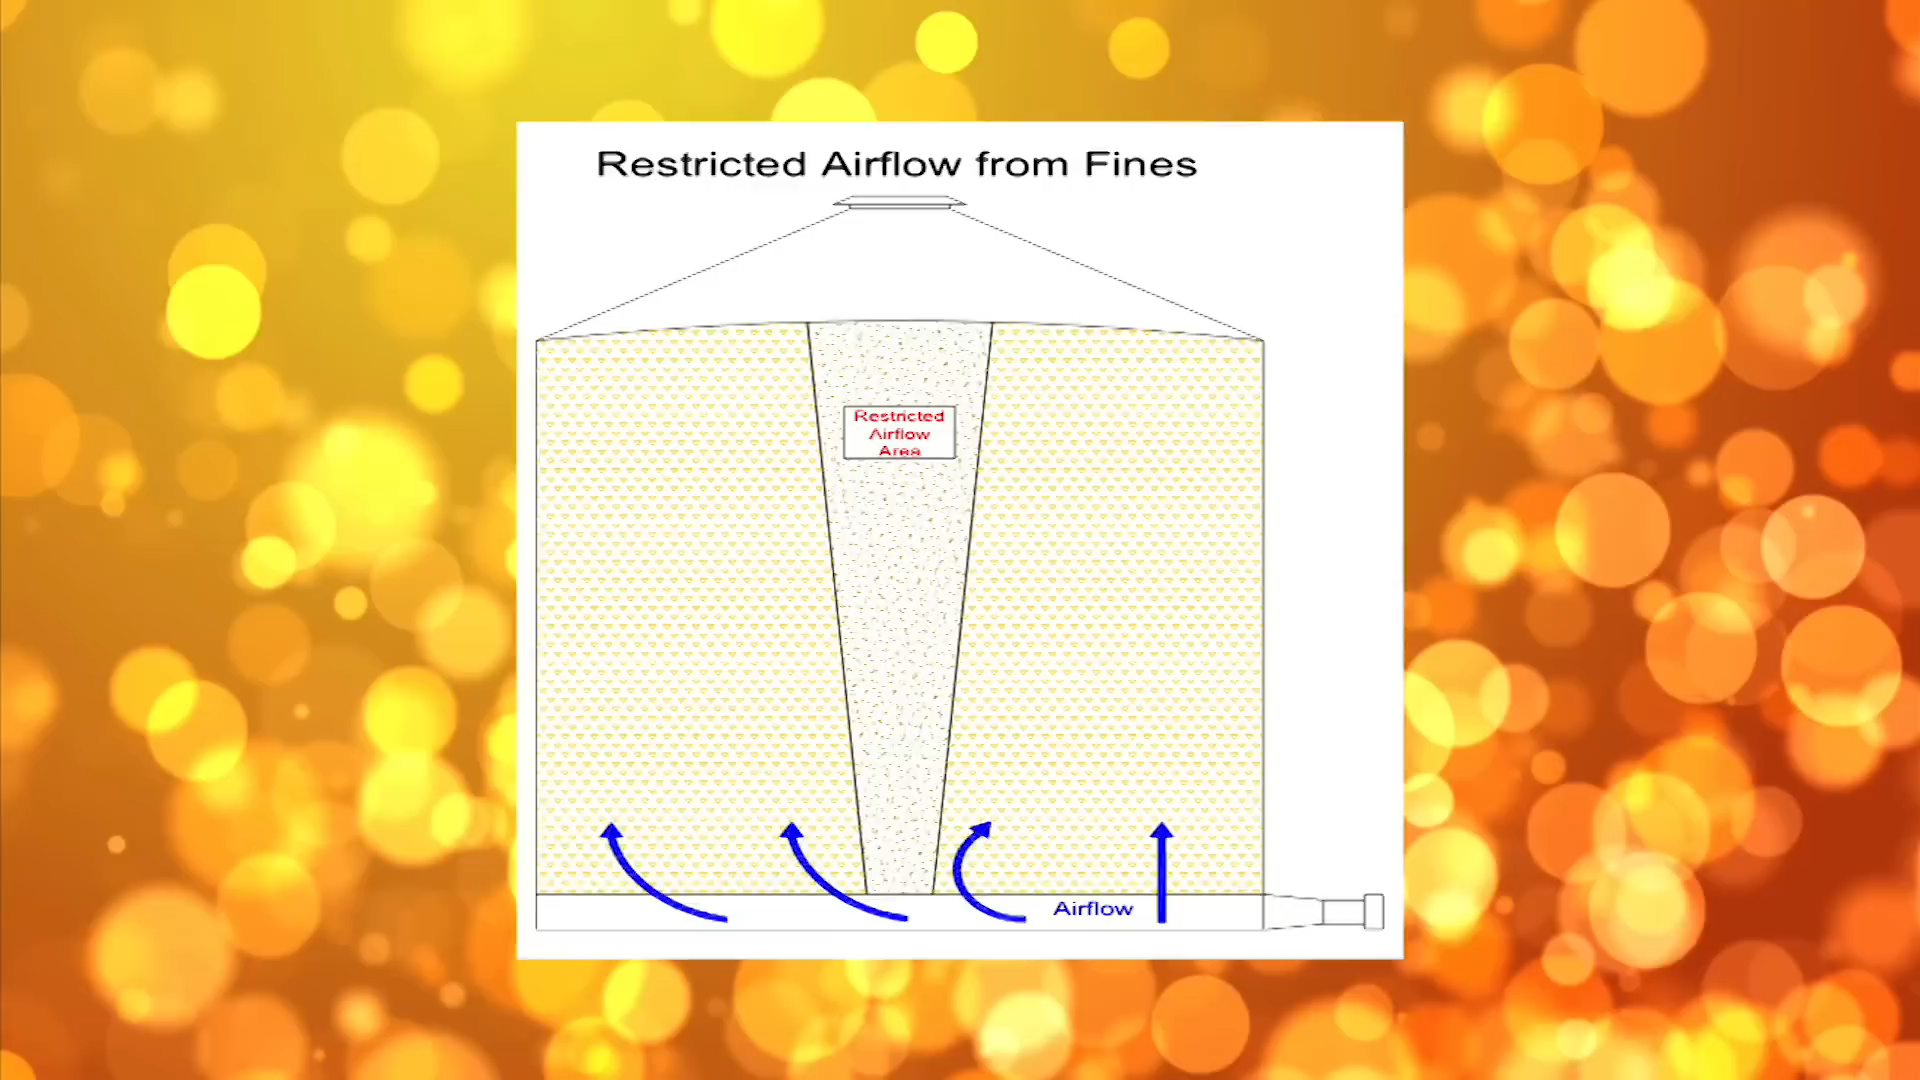 Restricted Airflow from Fines
Restricted
Airflow
Area
Airflow